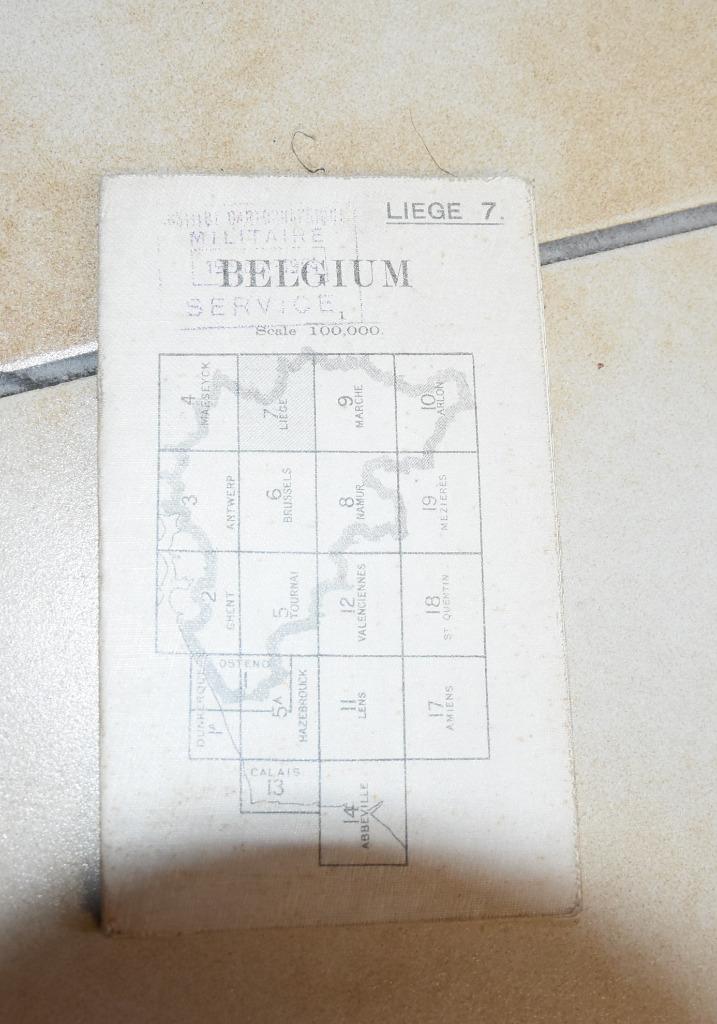 LIEGE 7.
MILITAIRE
BELGIUM
SERVICE
Scale 1/100,000.
4 MAESEYCK
7 LIEGE
9 MARCHE
10 ARLON
3 ANTWERP
6 BRUSSELS
8 NAMUR
19 MEZIERES
2 GHENT
5 TOURNAI
12 VALENCIENNES
18 ST QUENTIN
OSTEND
1
DUNKERQUE
1A
5A HAZEBROUCK
11 LENS
17 AMIENS
CALAIS
13
14 ABBEVILLE